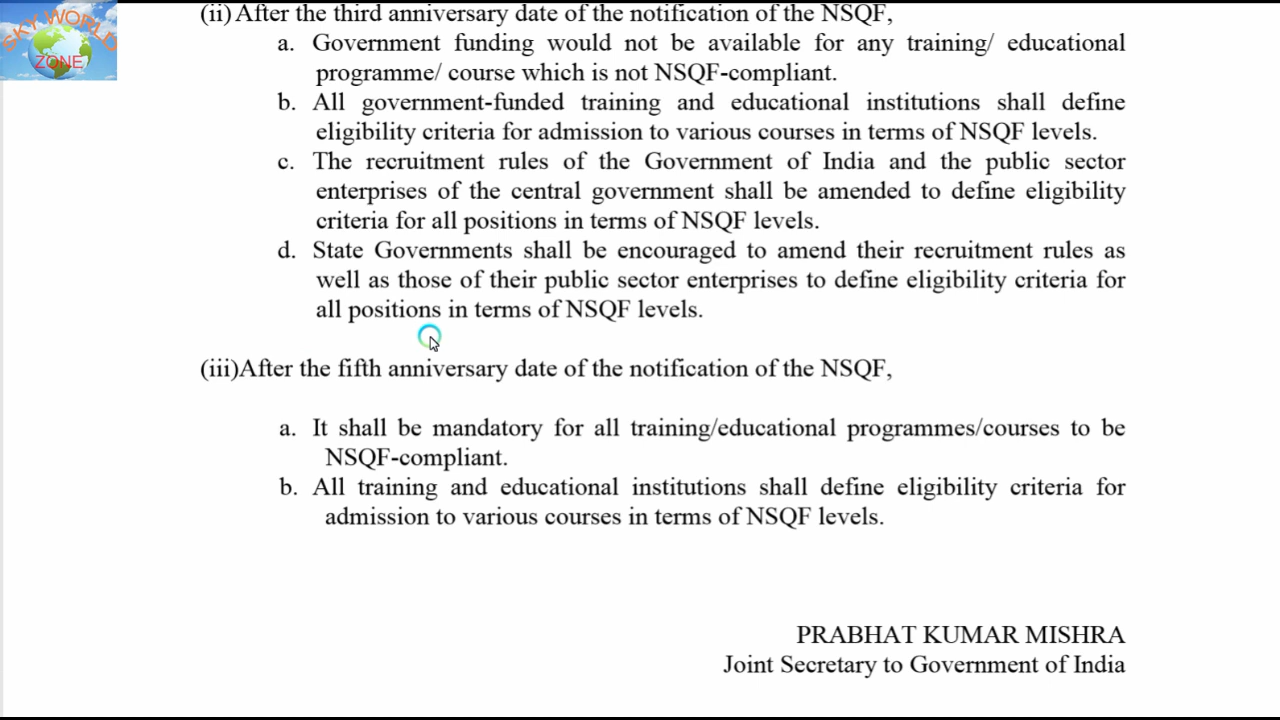 SKY WORLD
ZONE
(ii) After the third anniversary date of the notification of the NSQF,
a. Government funding would not be available for any training/ educational
programme/ course which is not NSQF-compliant.
b. All government-funded training and educational institutions shall define
eligibility criteria for admission to various courses in terms of NSQF levels.
c. The recruitment rules of the Government of India and the public sector
enterprises of the central government shall be amended to define eligibility
criteria for all positions in terms of NSQF levels.
d. State Governments shall be encouraged to amend their recruitment rules as
well as those of their public sector enterprises to define eligibility criteria for
all positions in terms of NSQF levels.
(iii)After the fifth anniversary date of the notification of the NSQF,
a. It shall be mandatory for all training/educational programmes/courses to be
NSQF-compliant.
b. All training and educational institutions shall define eligibility criteria for
admission to various courses in terms of NSQF levels.
PRABHAT KUMAR MISHRA
Joint Secretary to Government of India